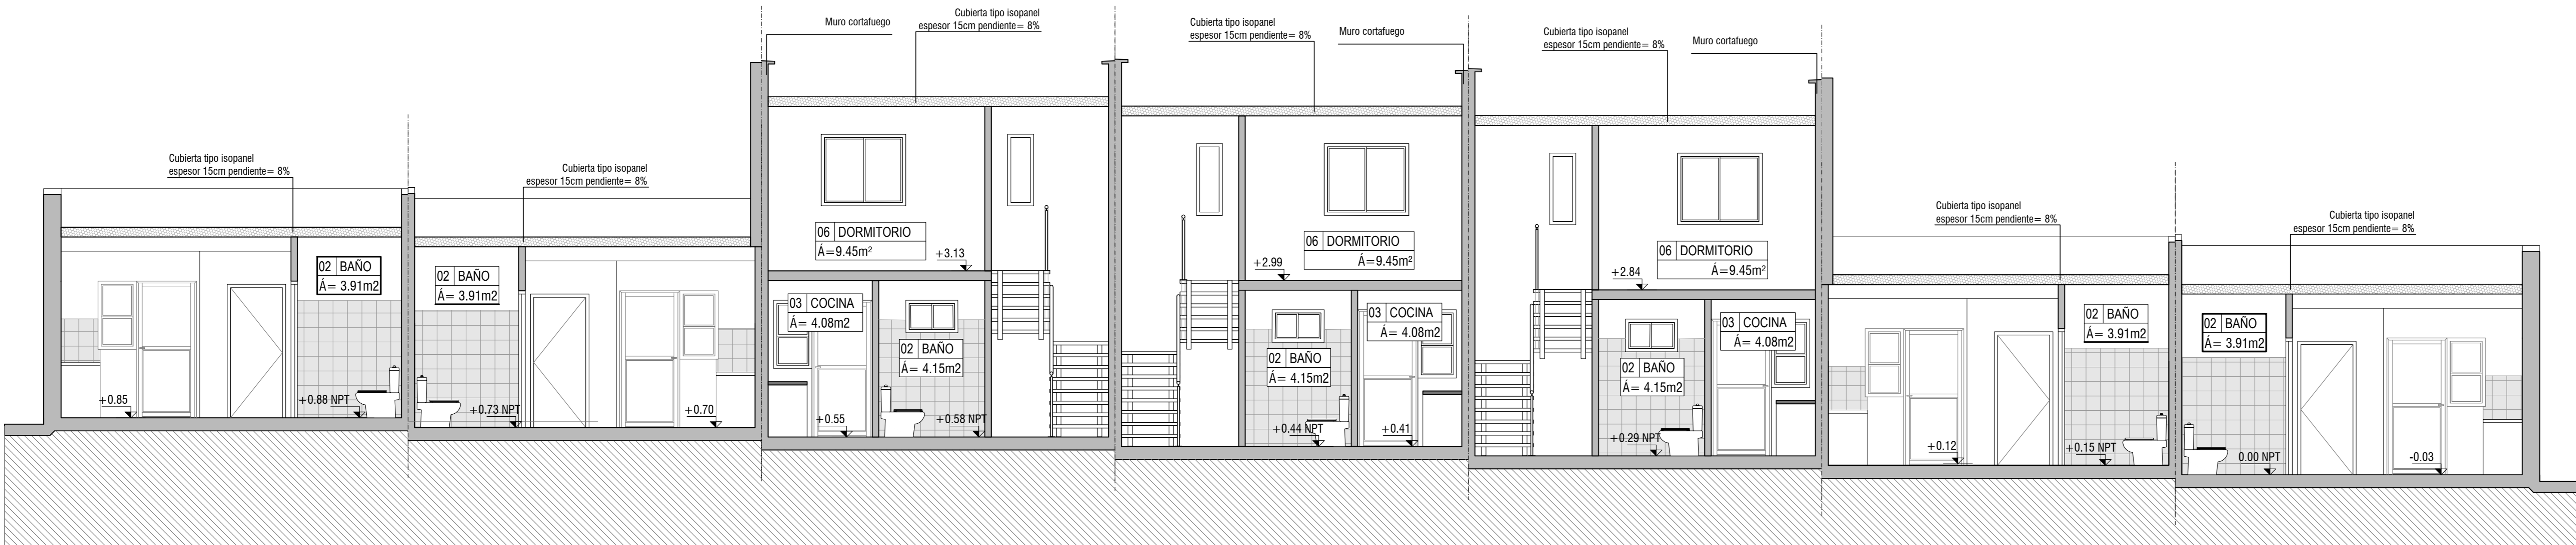 Cubierta tipo isopanel
espesor 15cm pendiente= 8%
02 BAÑO
Á= 3.91m2
+0.85
+0.88 NPT
Cubierta tipo isopanel
espesor 15cm pendiente= 8%
02 BAÑO
Á= 3.91m2
+0.73 NPT
+0.70
Muro cortafuego
Cubierta tipo isopanel
espesor 15cm pendiente= 8%
06 DORMITORIO
Á=9.45m²
+3.13
03 COCINA
Á= 4.08m2
02 BAÑO
Á= 4.15m2
+0.55
+0.58 NPT
Cubierta tipo isopanel
espesor 15cm pendiente= 8%
Muro cortafuego
06 DORMITORIO
Á=9.45m²
+2.99
03 COCINA
Á= 4.08m2
02 BAÑO
Á= 4.15m2
+0.44 NPT
+0.41
Cubierta tipo isopanel
espesor 15cm pendiente= 8%
Muro cortafuego
06 DORMITORIO
Á=9.45m²
+2.84
03 COCINA
Á= 4.08m2
02 BAÑO
Á= 4.15m2
+0.29 NPT
Cubierta tipo isopanel
espesor 15cm pendiente= 8%
02 BAÑO
Á= 3.91m2
+0.12
+0.15 NPT
Cubierta tipo isopanel
espesor 15cm pendiente= 8%
02 BAÑO
Á= 3.91m2
0.00 NPT
-0.03